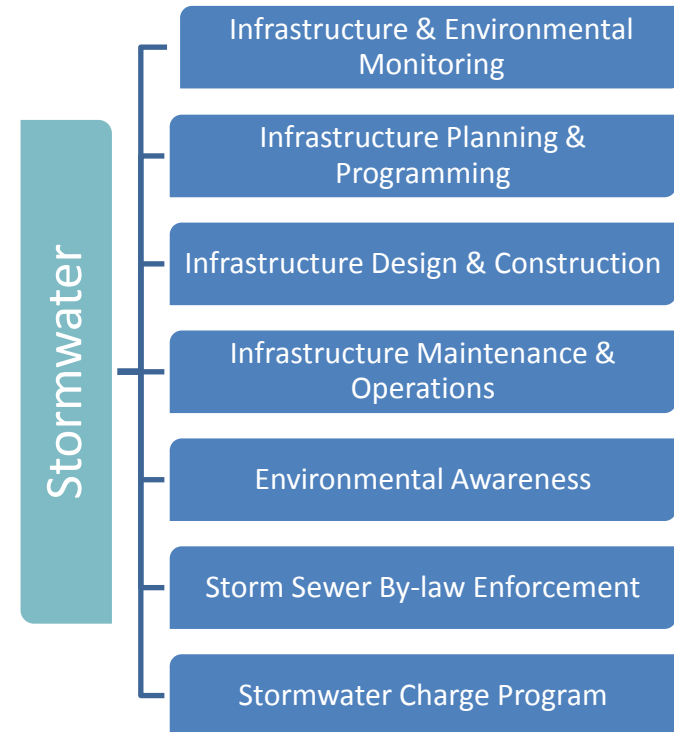 Stormwater
Infrastructure & Environmental
Monitoring
Infrastructure Planning &
Programming
Infrastructure Design & Construction
Infrastructure Maintenance &
Operations
Environmental Awareness
Storm Sewer By-law Enforcement
Stormwater Charge Program